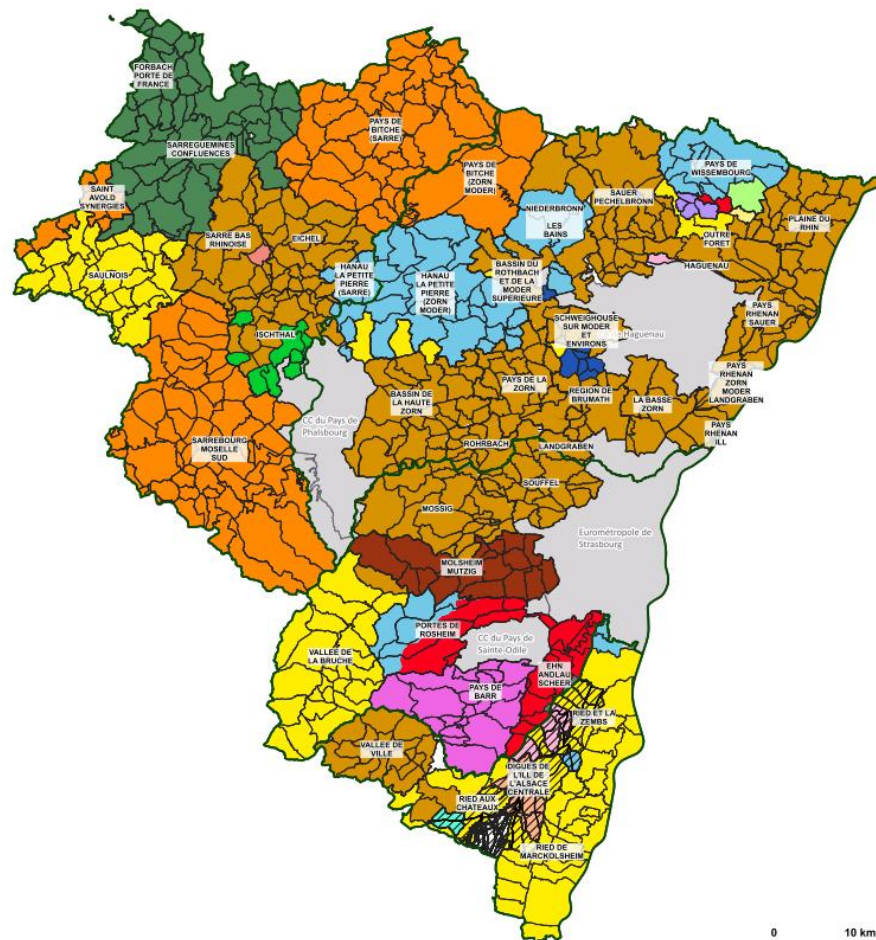 FORBACH
PORTE DE
FRANCE
SARREGUEMINES
CONFLUENCES
PAYS DE
BITCHE
(SARRE)
PAYS DE
BITCHE
(ZORN
MODER)
PAYS DE
WISSEMBOURG
SAINT
AVOLD
SYNERGIES
SAUER
PECHELBRONN
NIEDERBRONN
LES
BAINS
PLAINE DU
RHIN
OUTRE
FORET
SARRE BAS
RHINOISE
EICHEL
HAGUENAU
SAULNOIS
HANAU
LA PETITE
PIERRE
(SARRE)
HANAU
LA PETITE
PIERRE
(ZORN
MODER)
BASSIN DU
ROTHBACH
ET DE LA
MODER
SUPERIEURE
PAYS
RHENAN
SAUER
ISCHTHAL
SCHWEIGHOUSE
SUR MODER
ET
ENVIRONS
de Haguenau
PAYS
RHENAN
ZORN
MODER
LANDGRABEN
BASSIN DE
LA HAUTE
ZORN
PAYS DE LA
ZORN
REGION DE
BRUMATH
LA BASSE
ZORN
CC du Pays de
Phalsbourg
PAYS
RHENAN
ILL
SARREBOURG
MOSELLE
SUD
ROHRBACH
LANDGRABEN
SOUFFEL
MOSSIG
Eurométropole de
Strasbourg
MOLSHEIM
MUTZIG
PORTES DE
ROSHEIM
CC du Pays de
Sainte-Odile
VALLEE DE
LA BRUCHE
EHN
ANDLAU
SCHEER
PAYS DE
BARR
RIED ET LA
ZEMBS
VALLEE DE
VILLE
DIGUES DE
L'ILL DE
L'ALSACE
CENTRALE
RIED AUX
CHATEAUX
RIED DE
MARCKOLSHEIM
0 10 km